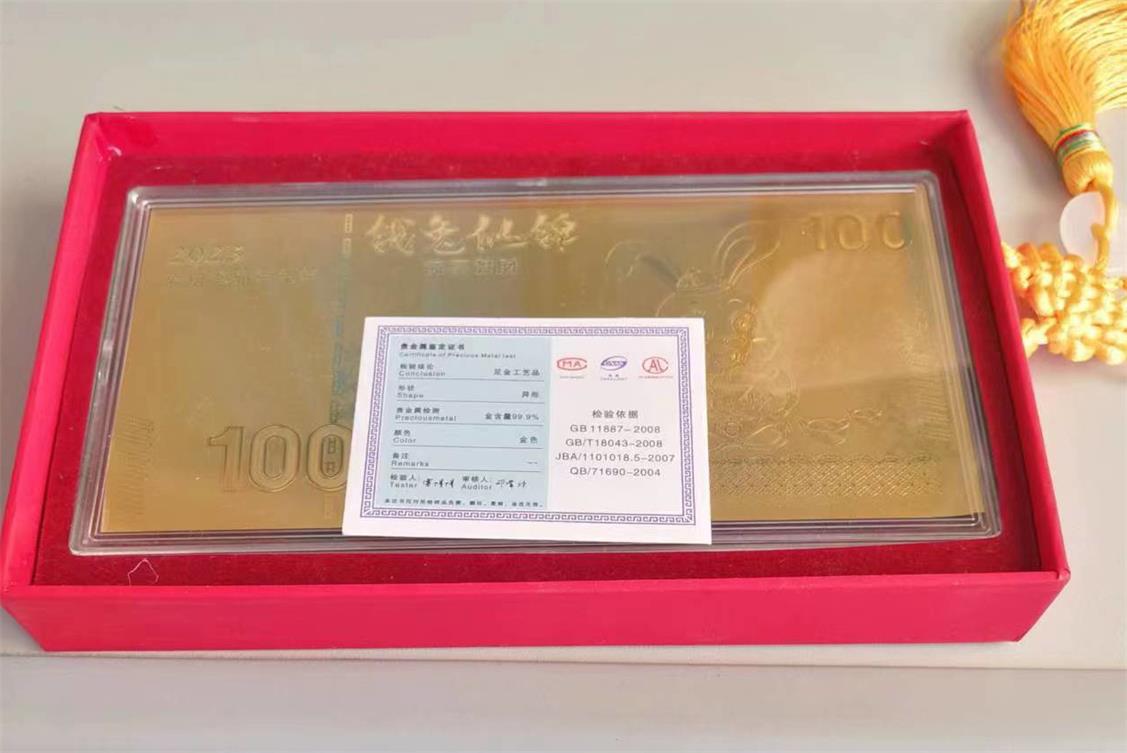 2023
钱兔似锦
100
100
贵金属鉴定证书
Certificate of Precious Metal test
检验结论
Conclusion
足金工艺品
形状
Shape
异形
贵金属检测
Preciousmetal
金含量99.9%
颜色
Color
金色
备注
Remarks
--
检验人:
Tester
审核人:
Auditor
MA
AL
检验依据
GB 11887-2008
GB/T18043-2008
JBA/1101018.5-2007
QB/71690-2004